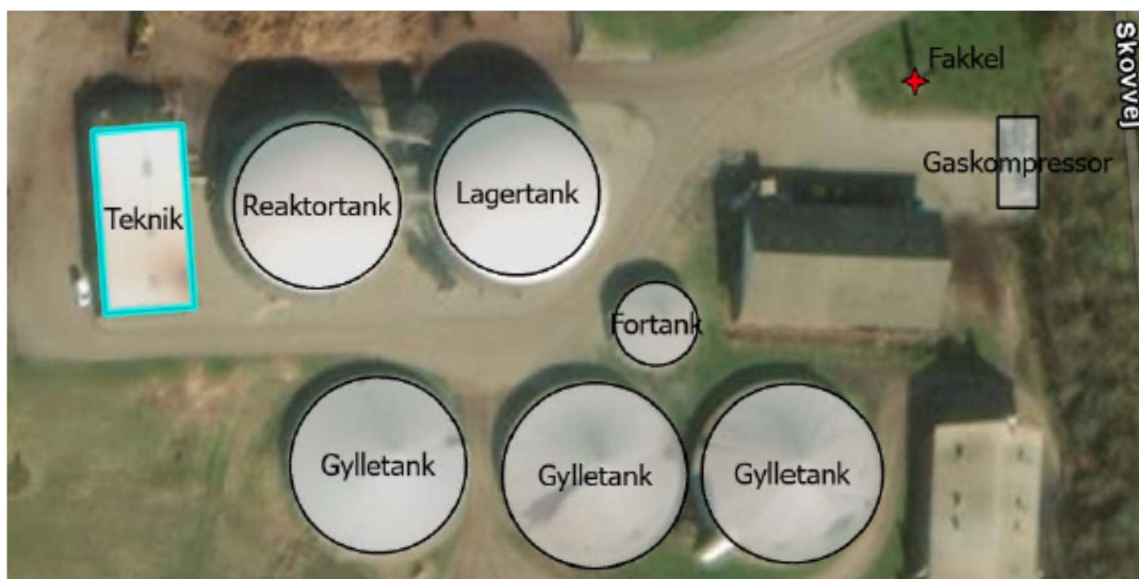 Skovvej
Fakkel
Gaskompressor
Teknik
Reaktortank
Lagertank
Fortank
Gylletank
Gylletank
Gylletank